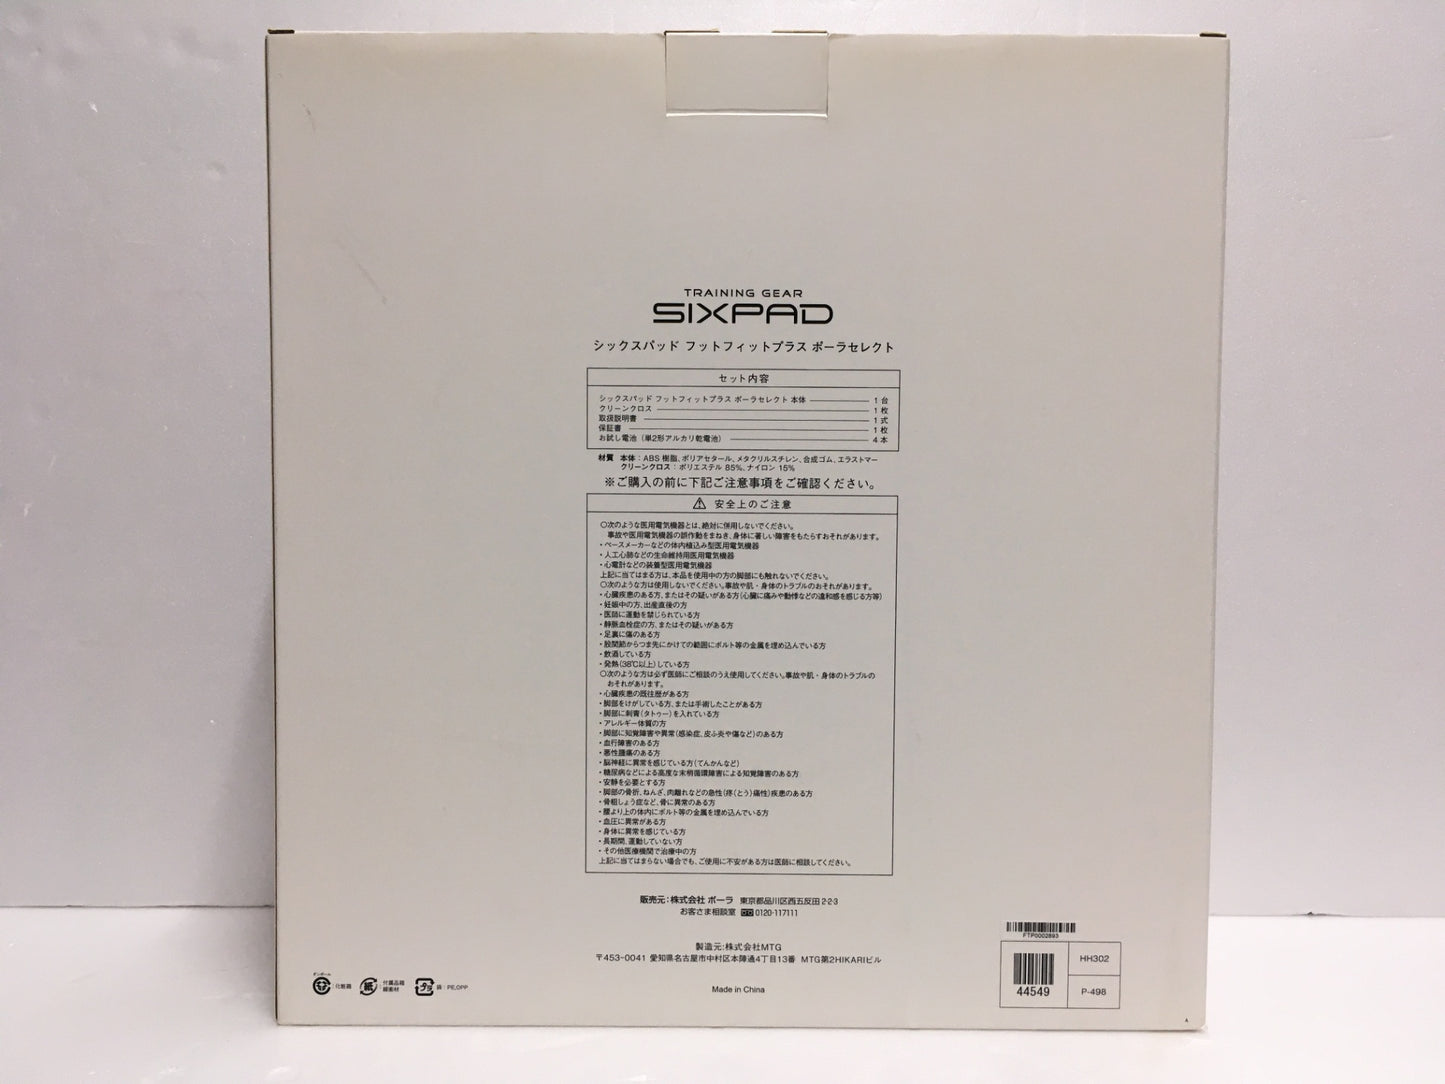 TRAINING GEAR
SIXPAD
シックスパッド フットフィットプラス ポーラセレクト
セット内容
シックスパッド フットフィットプラス ポーラセレクト 本体 1台
クリーンクロス 1枚
取扱説明書 1式
保証書 1枚
お試し電池（単2形アルカリ乾電池） 4本
材質 本体：ABS 樹脂、ポリアセタール、メタクリルスチレン、合成ゴム、エラストマー
クリーンクロス：ポリエステル 85%、ナイロン 15%
※ご購入の前に下記ご注意事項をご確認ください。
⚠ 安全上のご注意
○次のような医用電気機器とは、絶対に併用しないでください。
事故や医用電気機器の誤作動をまねき、身体に著しい障害をもたらすおそれがあります。
・ペースメーカーなどの体内植込み型医用電気機器
・人工心肺などの生命維持用医用電気機器
・心電計などの装着型医用電気機器
上記に当てはまる方は、本品を使用中の方の脚部にも触れないでください。
○次のような方は使用しないでください。事故や肌・身体のトラブルのおそれがあります。
・心臓疾患のある方、またはその疑いがある方（心臓に痛みや動悸などの違和感を感じる方等）
・妊娠中の方、出産直後の方
・医師に運動を禁じられている方
・静脈血栓症の方、またはその疑いがある方
・足裏に傷のある方
・股関節からつま先にかけての範囲にボルト等の金属を埋め込んでいる方
・飲酒している方
・発熱（38℃以上）している方
○次のような方は必ず医師にご相談のうえ使用してください。事故や肌・身体のトラブルの
おそれがあります。
・心臓疾患の既往歴がある方
・脚部をけがしている方、または手術したことがある方
・脚部に刺青（タトゥー）を入れている方
・アレルギー体質の方
・脚部に知覚障害や異常（感染症、皮ふ炎や傷など）のある方
・血行障害のある方
・悪性腫瘍のある方
・脳神経に異常を感じている方（てんかんなど）
・糖尿病などによる高度な末梢循環障害による知覚障害のある方
・安静を必要とする方
・脚部の骨折、ねんざ、肉離れなどの急性（疼（とう）痛性）疾患のある方
・骨粗しょう症など、骨に異常のある方
・腰より上の体内にボルト等の金属を埋め込んでいる方
・血圧に異常がある方
・身体に異常を感じている方
・長期間、運動していない方
・その他医療機関で治療中の方
上記に当てはまらない場合でも、ご使用に不安がある方は医師に相談してください。
販売元：株式会社 ポーラ 東京都品川区西五反田 2-2-3
お客さま相談室 0120-117111
製造元：株式会社MTG
〒453-0041 愛知県名古屋市中村区本陣通4丁目13番 MTG第2HIKARIビル
Made in China
ダンボール
：化粧箱
紙
：付属品箱
緩衝材
プラ
袋：PE,OPP
FTP0002893
44549
HH302
P-498
A